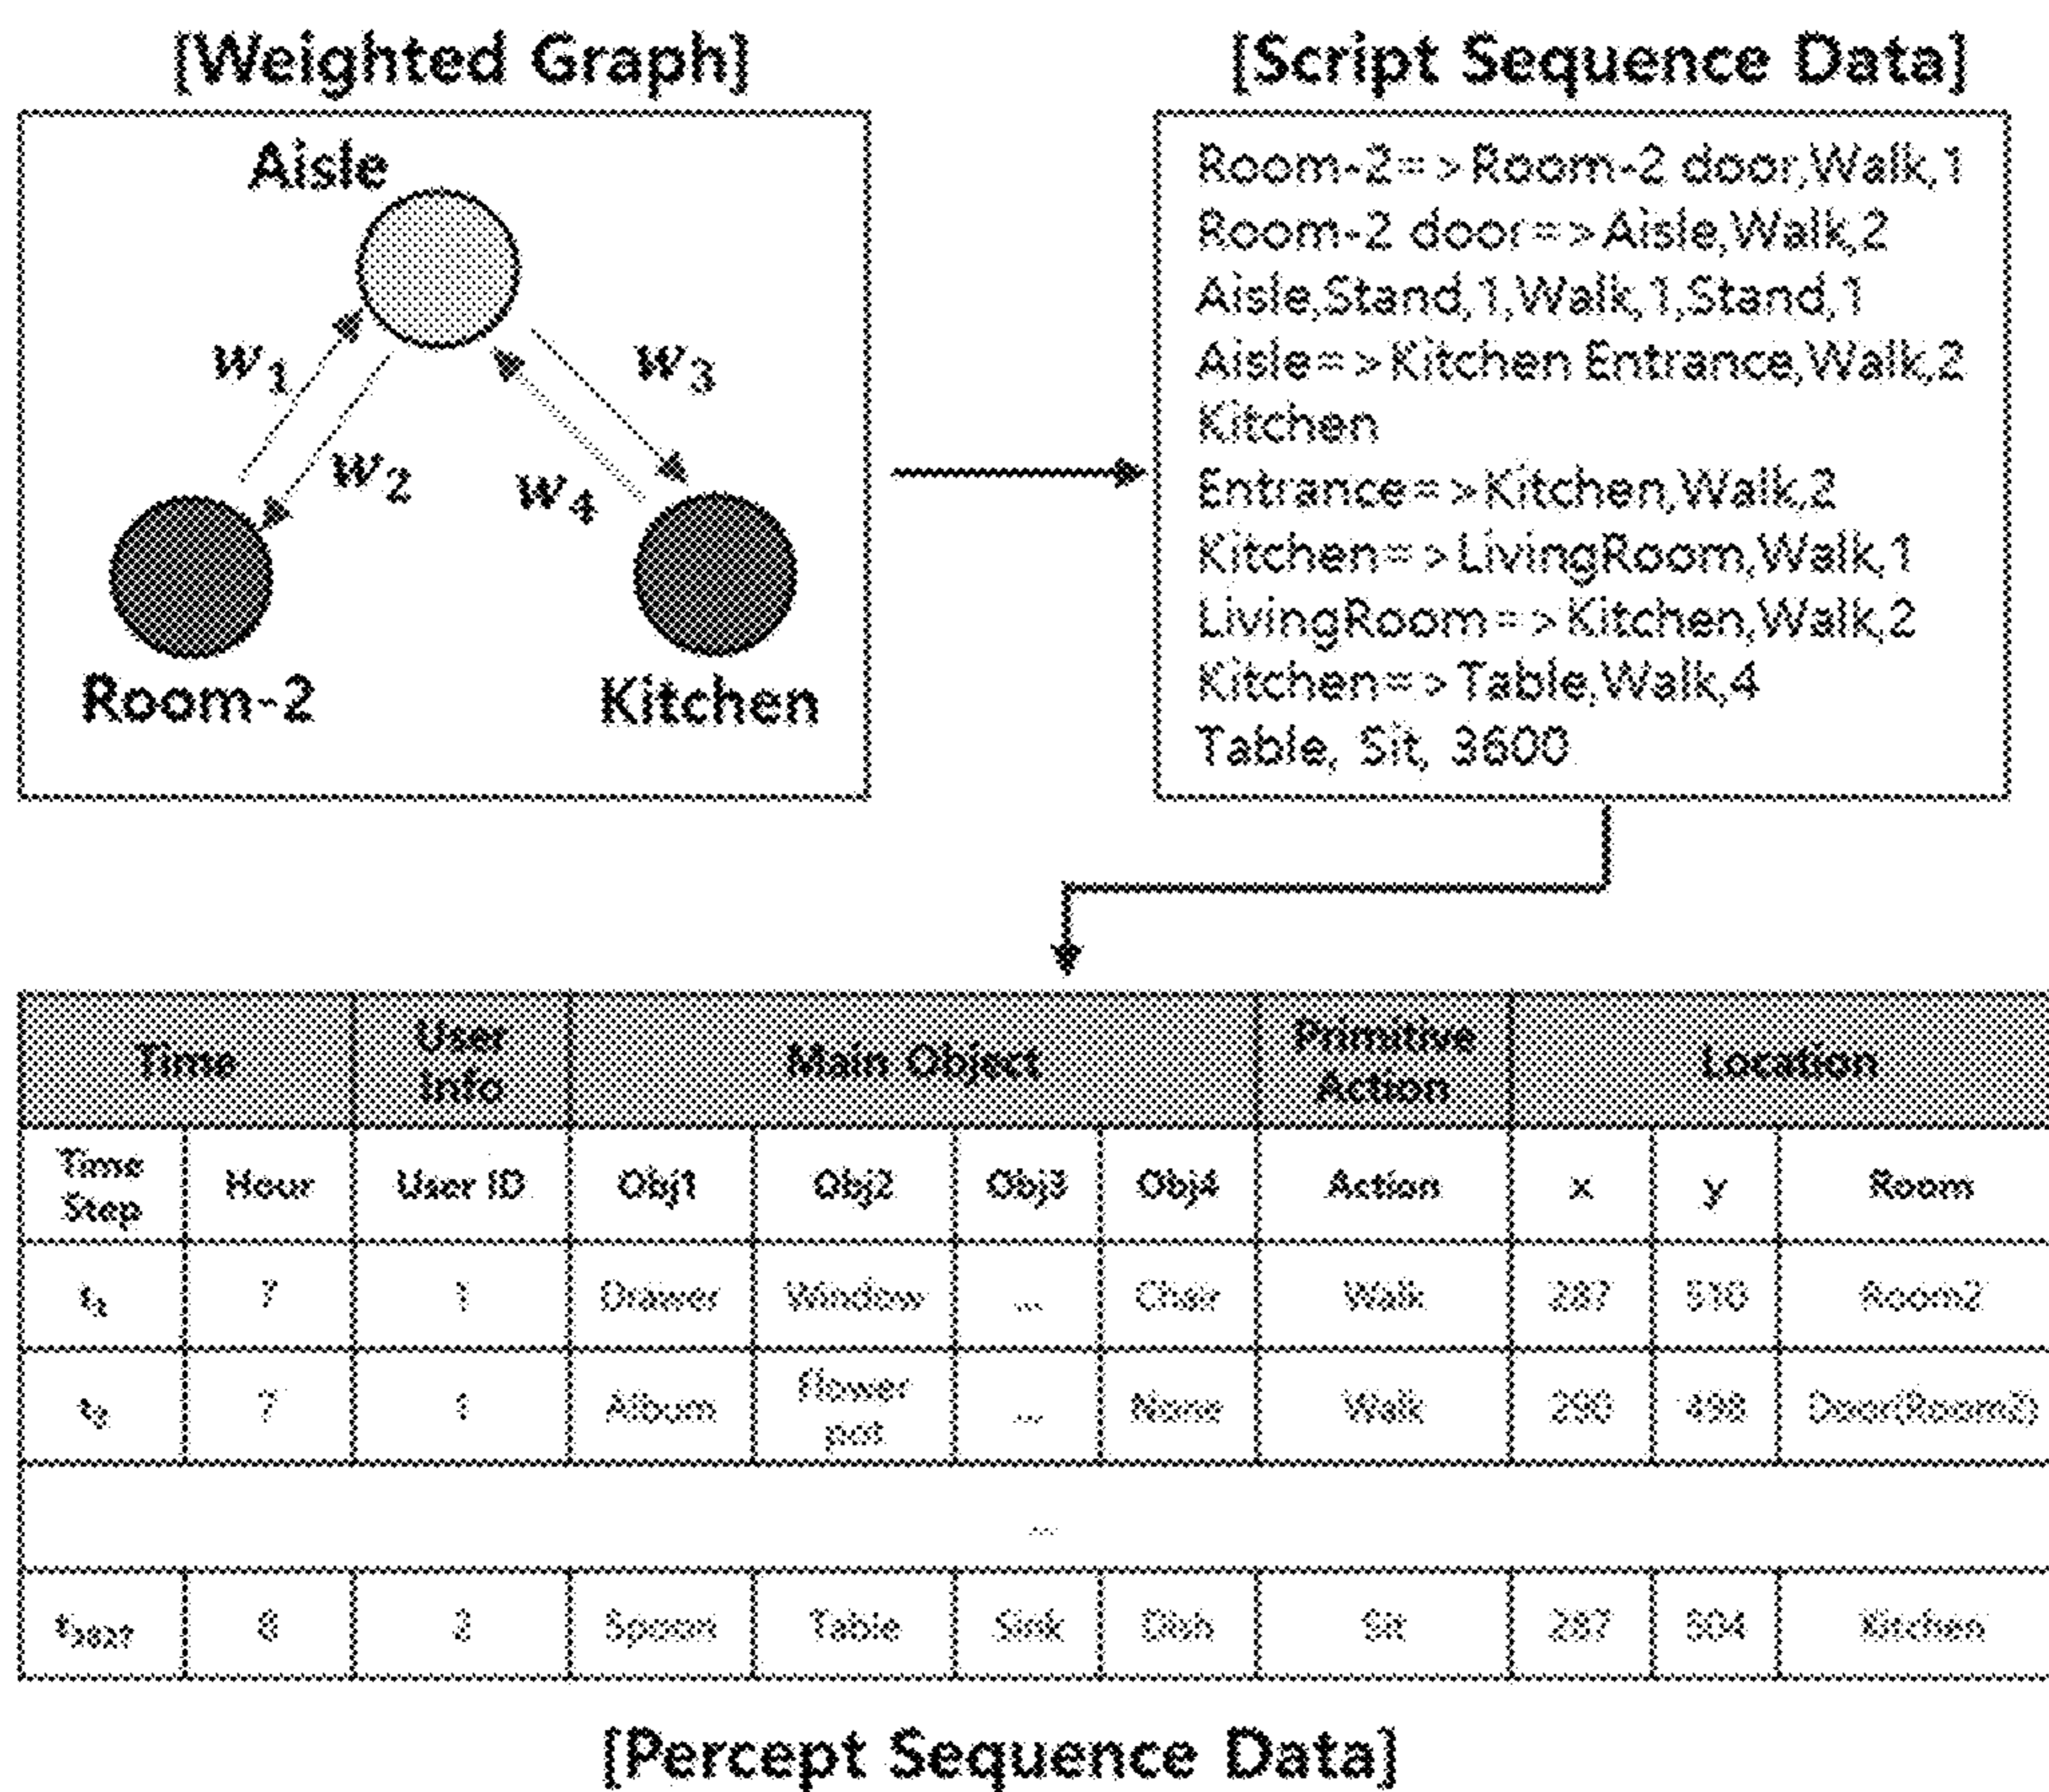 [Weighted Graph]
Aisle
w1
w2
w3
w4
Room-2
Kitchen
[Script Sequence Data]
Room-2=>Room-2 door,Walk,1
Room-2 door=>Aisle,Walk,2
Aisle,Stand,1,Walk,1,Stand,1
Aisle=>Kitchen Entrance,Walk,2
Kitchen
Entrance=>Kitchen,Walk,2
Kitchen=>LivingRoom,Walk,1
LivingRoom=>Kitchen,Walk,2
Kitchen=>Table,Walk,4
Table, Sit, 3600
Time User Info Main Object Primitive Action Location
Time Step Hour User ID Obj1 Obj2 Obj3 Obj4 Action x y Room
7 1 Drawer Window ... Chair Walk 287 510 Room2
7 1 Album flower pot ... None Walk 290 498 Door(Room2)
...
2 Spoon Table Sink Dish Sit 287 Kitchen
[Percept Sequence Data]